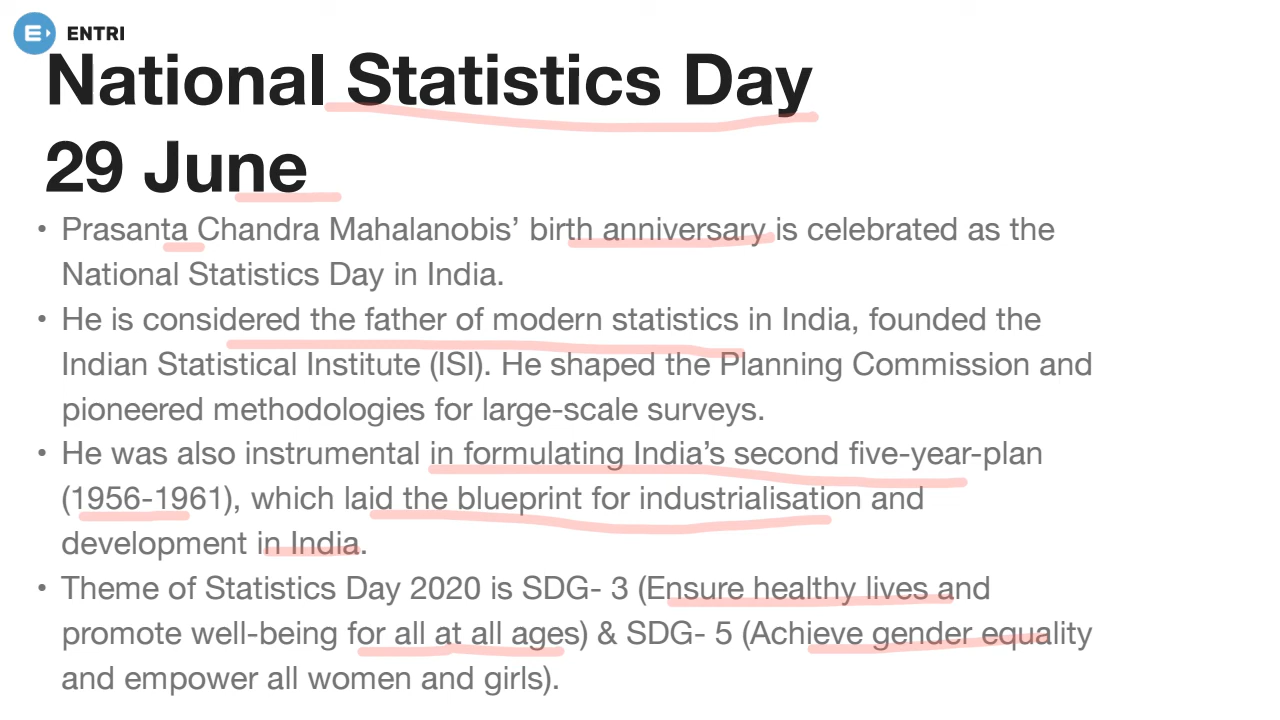 ENTRI
National Statistics Day
29 June
• Prasanta Chandra Mahalanobis’ birth anniversary is celebrated as the
National Statistics Day in India.
• He is considered the father of modern statistics in India, founded the
Indian Statistical Institute (ISI). He shaped the Planning Commission and
pioneered methodologies for large-scale surveys.
• He was also instrumental in formulating India’s second five-year-plan
(1956-1961), which laid the blueprint for industrialisation and
development in India.
• Theme of Statistics Day 2020 is SDG- 3 (Ensure healthy lives and
promote well-being for all at all ages) & SDG- 5 (Achieve gender equality
and empower all women and girls).